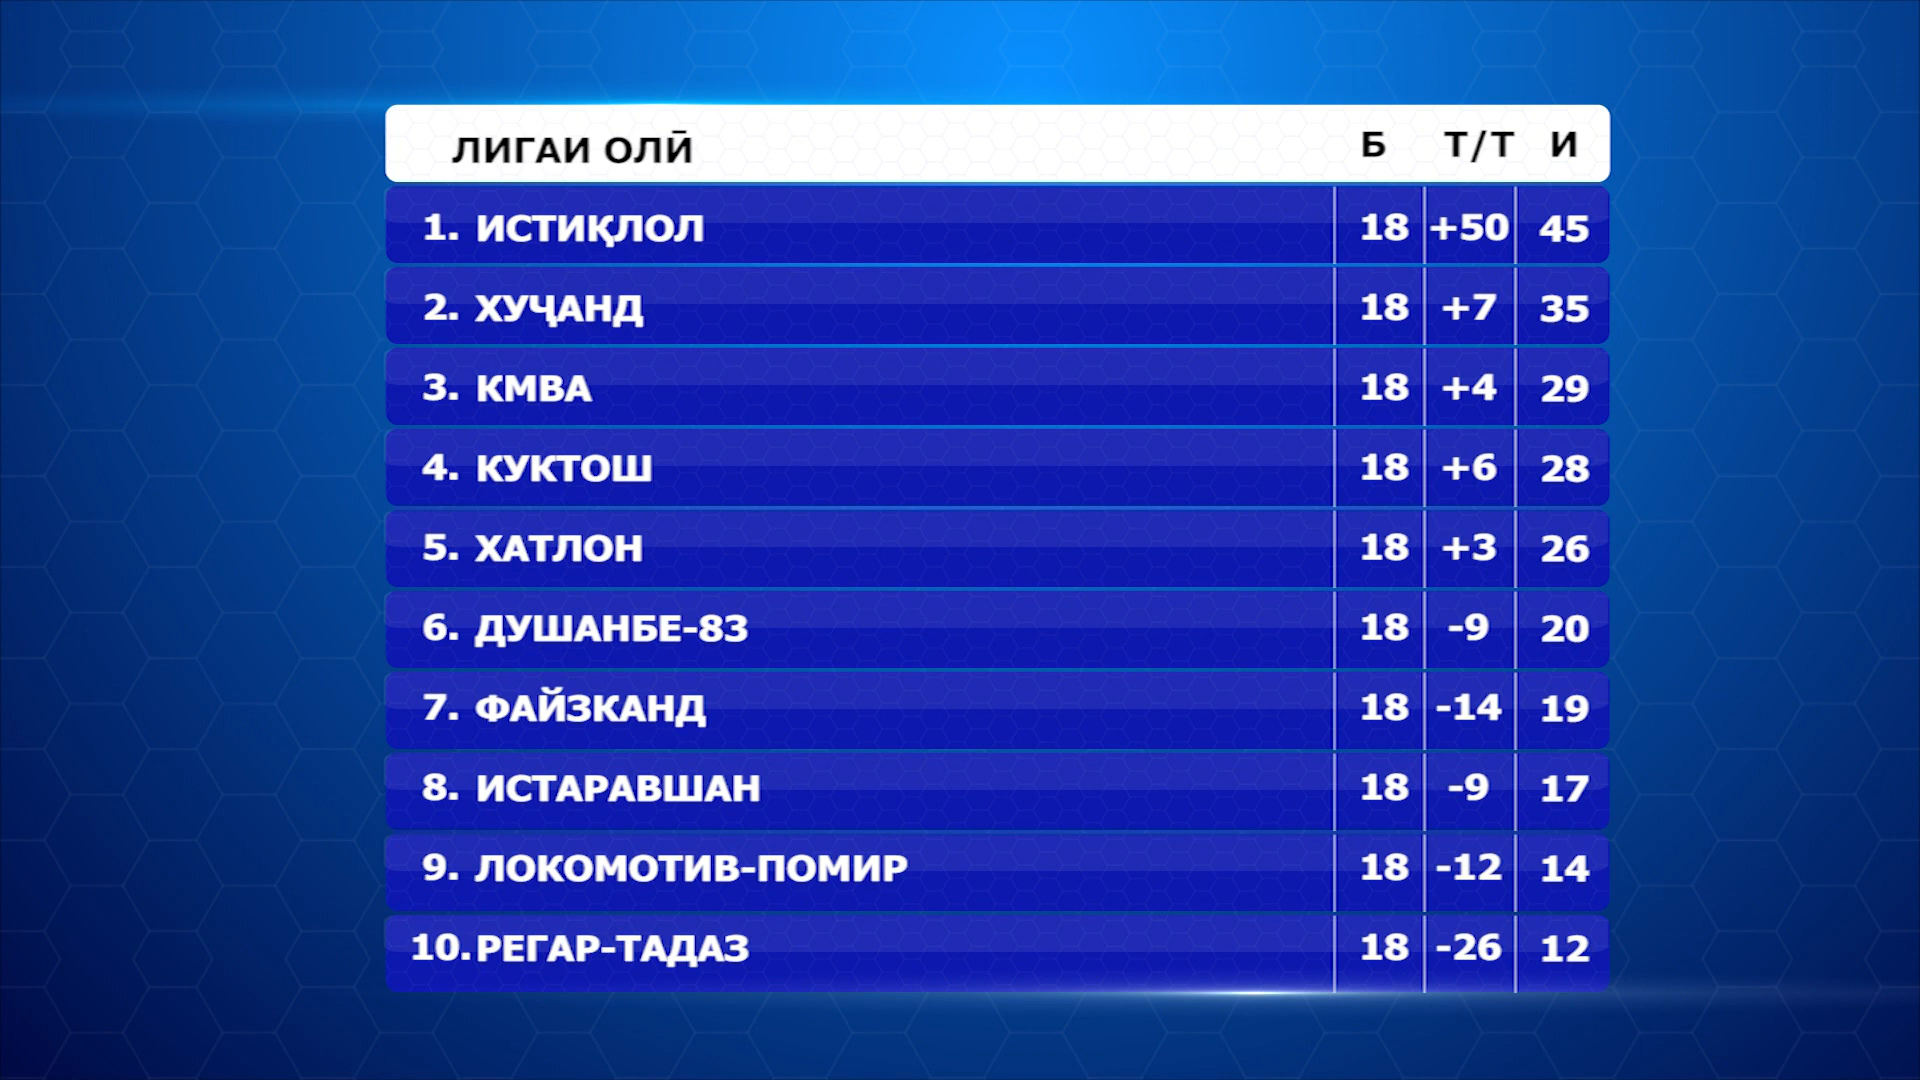 ЛИГАИ ОЛӢ Б Т/Т И
1. ИСТИҚЛОЛ 18 +50 45
2. ХУҶАНД 18 +7 35
3. КМВА 18 +4 29
4. КУКТОШ 18 +6 28
5. ХАТЛОН 18 +3 26
6. ДУШАНБЕ-83 18 -9 20
7. ФАЙЗКАНД 18 -14 19
8. ИСТАРАВШАН 18 -9 17
9. ЛОКОМОТИВ-ПОМИР 18 -12 14
10. РЕГАР-ТАДАЗ 18 -26 12